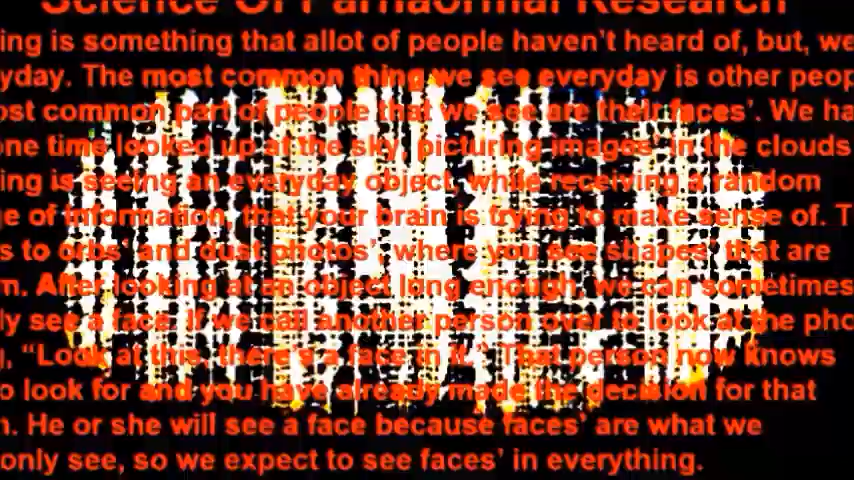 Science Of Parnaormal Research
ing is something that allot of people haven't heard of, but, we
yday. The most common thing we see everyday is other peop
ost common part of people that we see are their faces'. We ha
one time looked up at the sky, picturing images' in the clouds
ing is seeing an everyday object, while receiving a random
ge of information, that your brain is trying to make sense of. T
s to orbs' and dust photos', where you see shapes' that are
n. After looking at an object long enough, we can sometimes
ly see a face. If we call another person over to look at the pho
, “Look at this, there's a face in it.” That person now knows
o look for and you have already made the decision for that
n. He or she will see a face because faces' are what we
only see, so we expect to see faces' in everything.